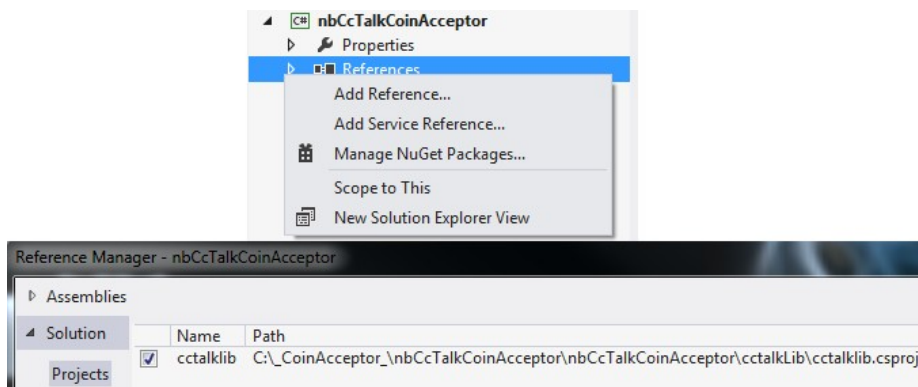 C# nbCcTalkCoinAcceptor
Properties
References
Add Reference...
Add Service Reference...
Manage NuGet Packages...
Scope to This
New Solution Explorer View
Reference Manager - nbCcTalkCoinAcceptor
Assemblies
Solution
Name Path
cctalklib C:\_CoinAcceptor_\nbCcTalkCoinAcceptor\nbCcTalkCoinAcceptor\cctalkLib\cctalklib.csproj
Projects